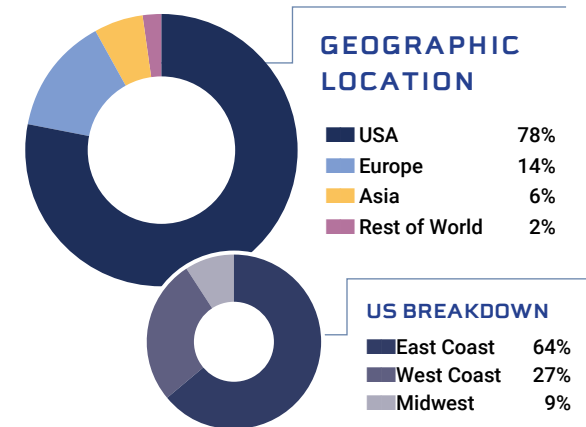 GEOGRAPHIC
LOCATION
USA 78%
Europe 14%
Asia 6%
Rest of World 2%
US BREAKDOWN
East Coast 64%
West Coast 27%
Midwest 9%